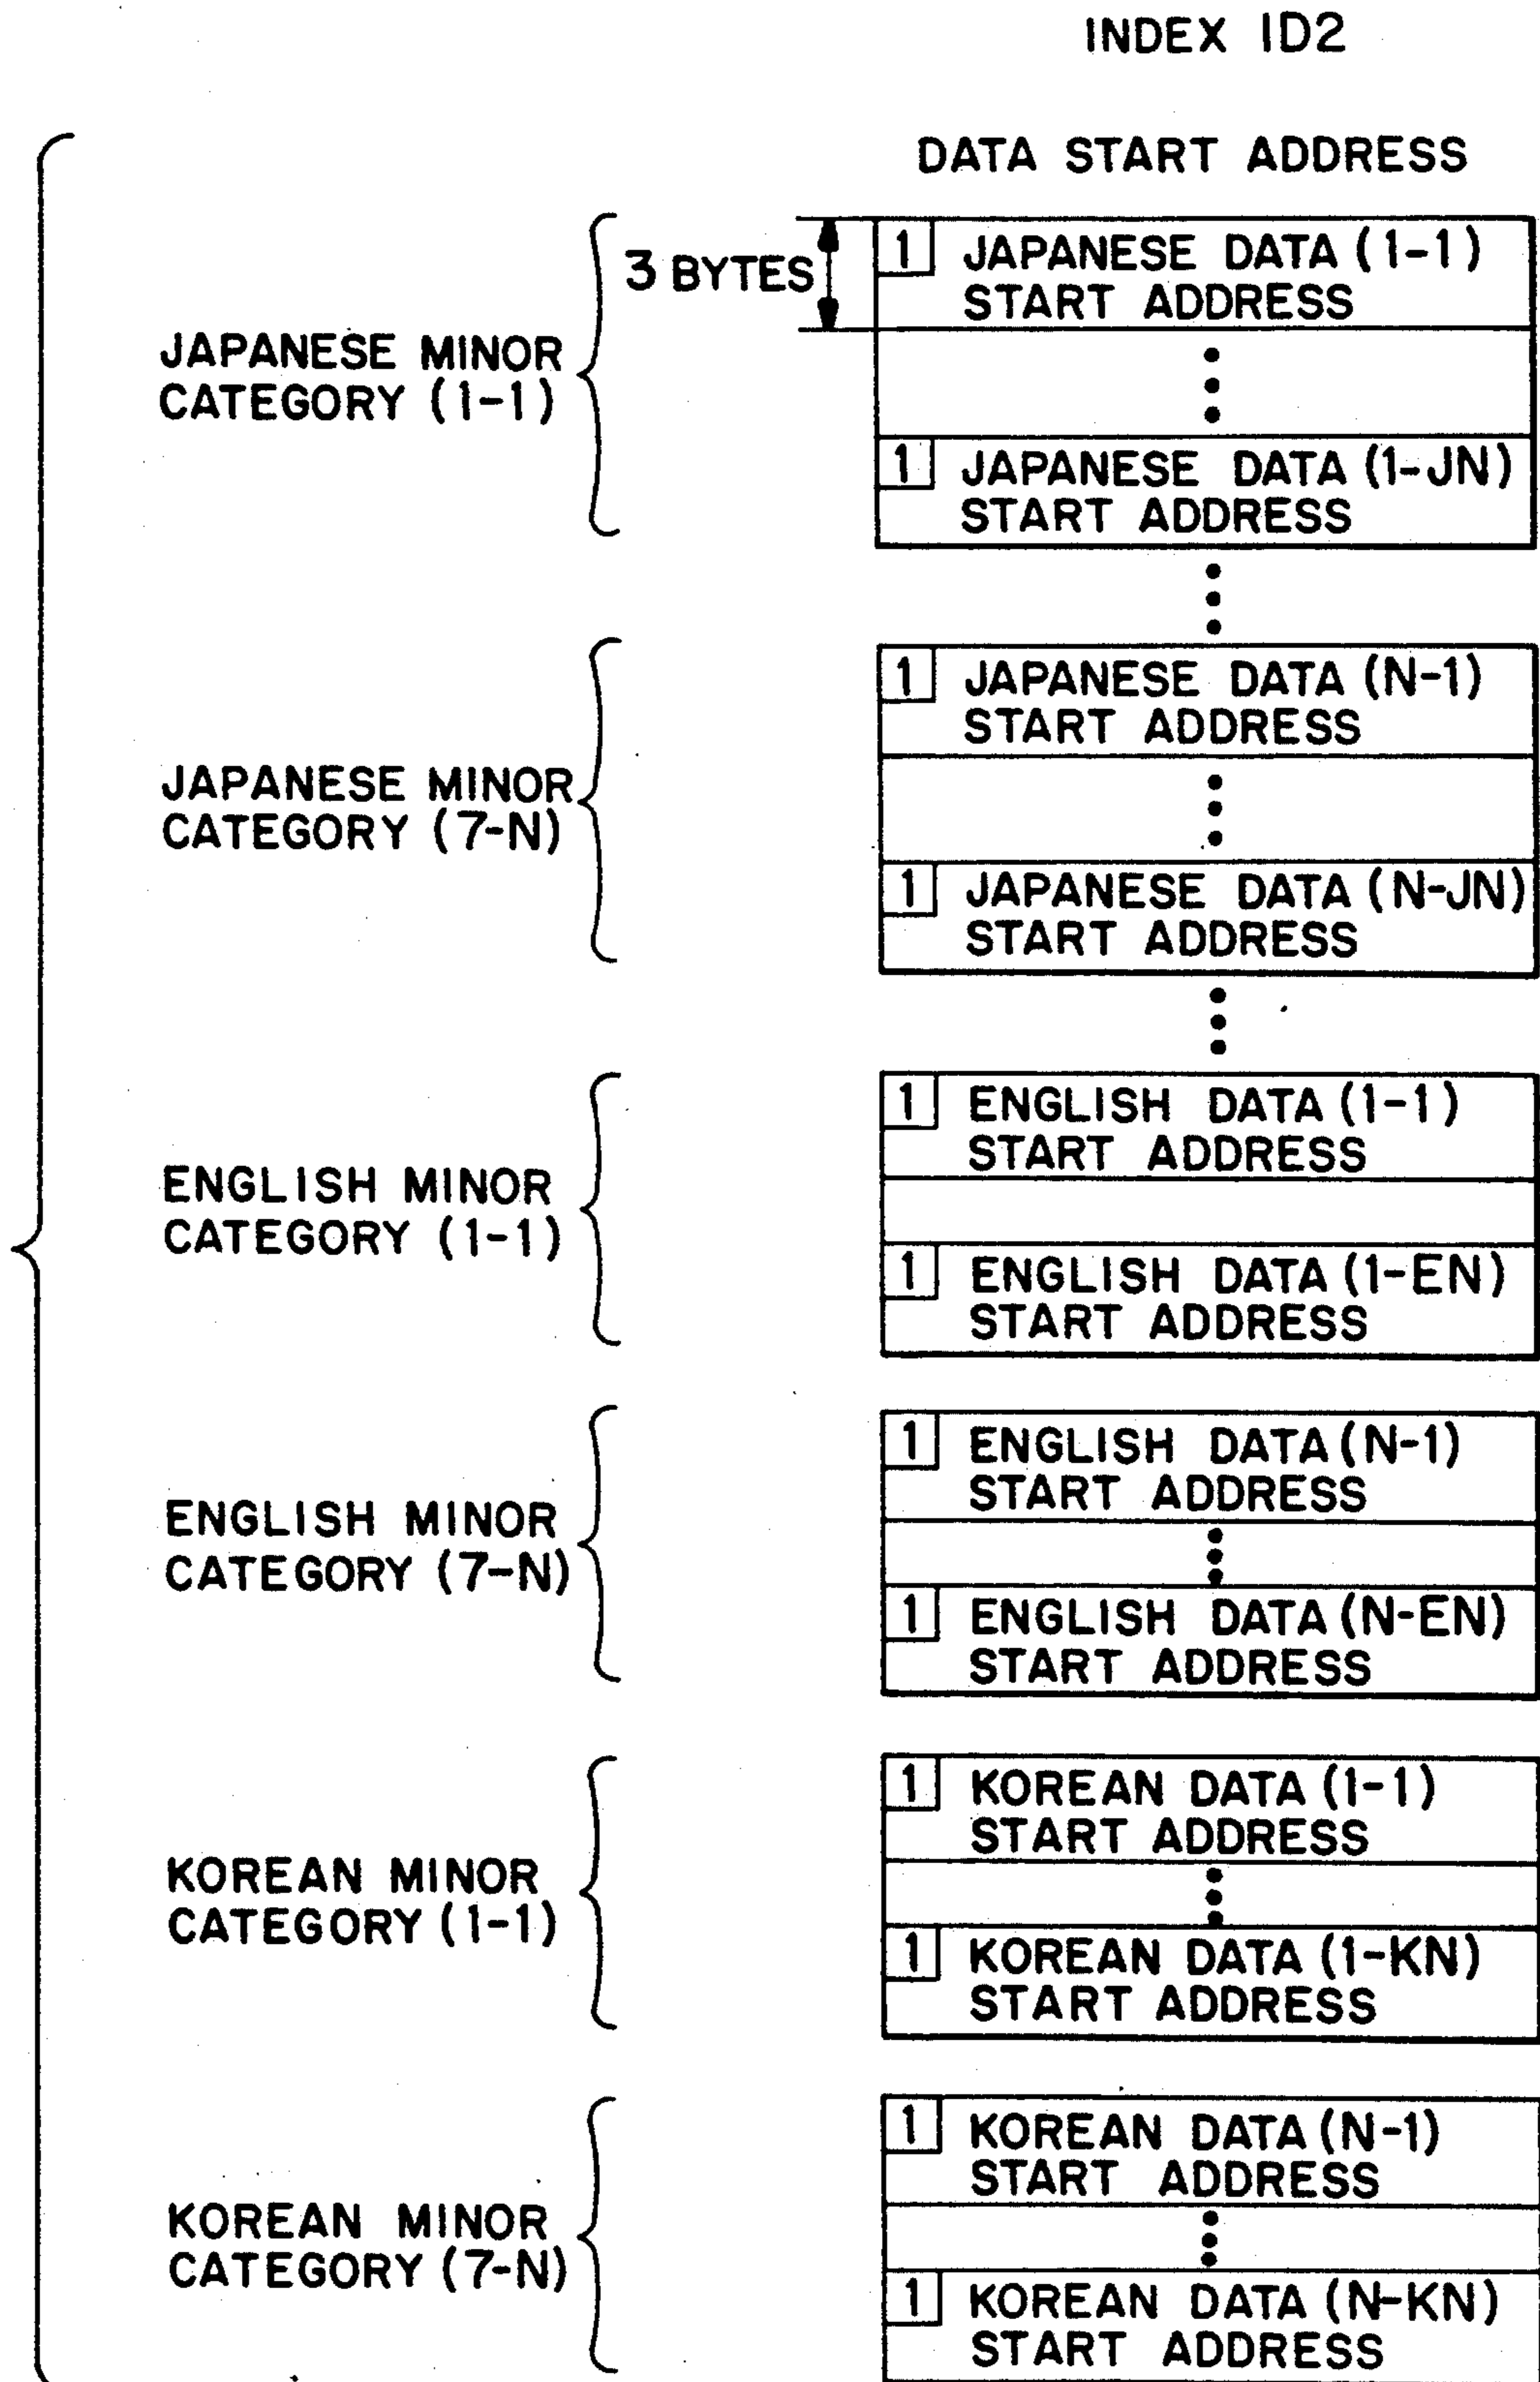 INDEX ID2
DATA START ADDRESS
3 BYTES
1 JAPANESE DATA (1-1)
START ADDRESS
JAPANESE MINOR
CATEGORY (1-1)
1 JAPANESE DATA (1-JN)
START ADDRESS
1 JAPANESE DATA (N-1)
START ADDRESS
JAPANESE MINOR
CATEGORY (7-N)
1 JAPANESE DATA (N-JN)
START ADDRESS
1 ENGLISH DATA (1-1)
START ADDRESS
ENGLISH MINOR
CATEGORY (1-1)
1 ENGLISH DATA (1-EN)
START ADDRESS
1 ENGLISH DATA (N-1)
START ADDRESS
ENGLISH MINOR
CATEGORY (7-N)
1 ENGLISH DATA (N-EN)
START ADDRESS
1 KOREAN DATA (1-1)
START ADDRESS
KOREAN MINOR
CATEGORY (1-1)
1 KOREAN DATA (1-KN)
START ADDRESS
1 KOREAN DATA (N-1)
START ADDRESS
KOREAN MINOR
CATEGORY (7-N)
1 KOREAN DATA (N-KN)
START ADDRESS